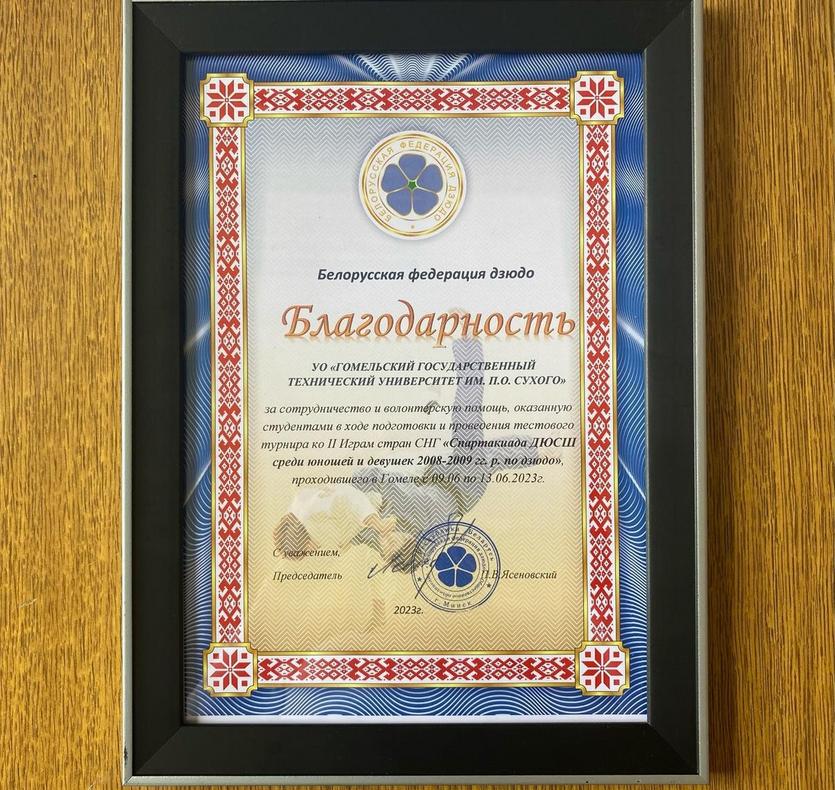 БЕЛОРУССКАЯ ФЕДЕРАЦИЯ ДЗЮДО
Белорусская федерация дзюдо
Благодарность
УО «ГОМЕЛЬСКИЙ ГОСУДАРСТВЕННЫЙ
ТЕХНИЧЕСКИЙ УНИВЕРСИТЕТ ИМ. П.О. СУХОГО»
за сотрудничество и волонтерскую помощь, оказанную
студентами в ходе подготовки и проведения тестового
турнира ко II Играм стран СНГ «Спартакиада ДЮСШ
среди юношей и девушек 2008-2009 гг. р. по дзюдо»,
проходившего в Гомеле с 09.06 по 13.06.2023г.
С уважением,
Председатель
Ясеновский
г. Минск
2023г.